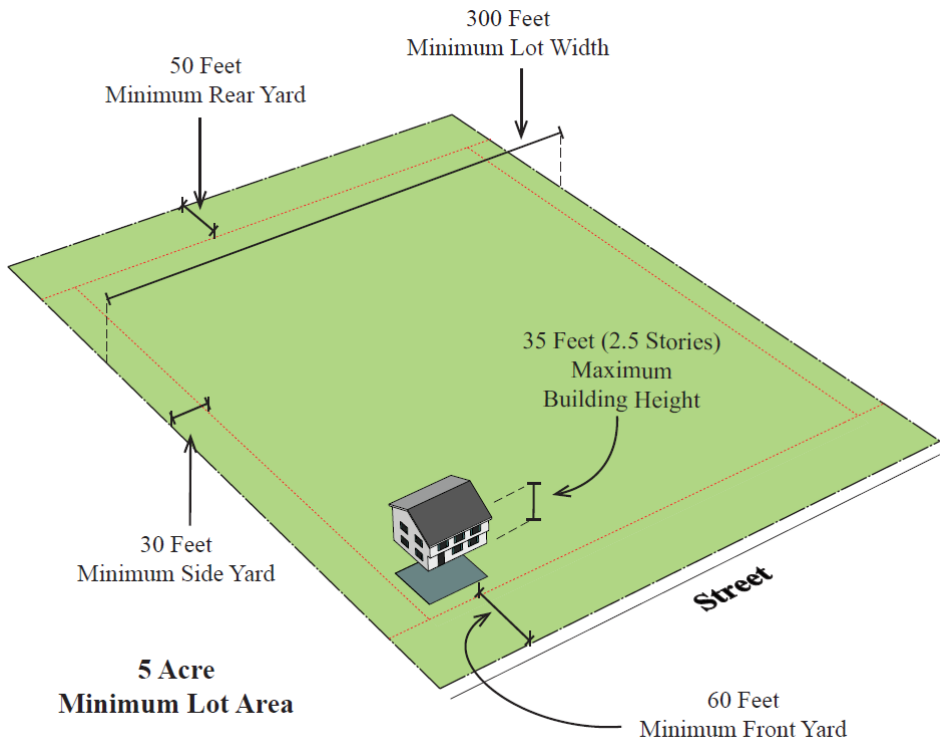 300 Feet
Minimum Lot Width
50 Feet
Minimum Rear Yard
35 Feet (2.5 Stories)
Maximum
Building Height
30 Feet
Minimum Side Yard
Street
5 Acre
Minimum Lot Area
60 Feet
Minimum Front Yard